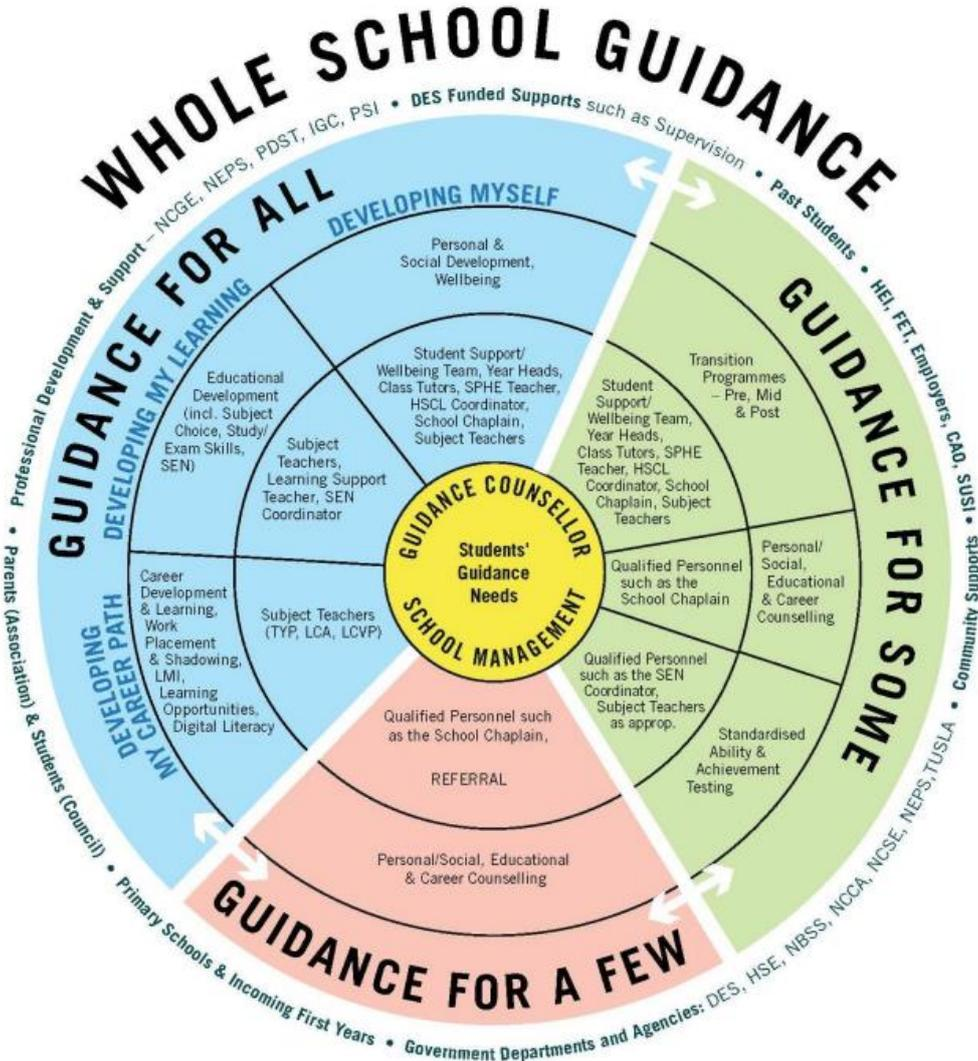 WHOLE SCHOOL GUIDANCE
Professional Development & Support – NCGE, NEPS, PDST, IGC, PSI • DES Funded Supports such as Supervision • Past Students • HEI, FET, Employers, CAO, SUSI • Community Supports •
Government Departments and Agencies: DES, HSE, NBSS, NCCA, NCSE, NEPS, TUSLA •
Primary Schools & Incoming First Years •
Parents (Association) & Students (Council) •
GUIDANCE FOR ALL
DEVELOPING MYSELF
Personal &
Social Development,
Wellbeing
Student Support/
Wellbeing Team, Year Heads,
Class Tutors, SPHE Teacher,
HSCL Coordinator,
School Chaplain,
Subject Teachers
DEVELOPING MY LEARNING
Educational
Development
(incl. Subject
Choice, Study/
Exam Skills,
SEN)
Subject
Teachers,
Learning Support
Teacher, SEN
Coordinator
DEVELOPING
MY CAREER PATH
Career
Development
& Learning,
Work
Placement
& Shadowing,
LMI,
Learning
Opportunities,
Digital Literacy
Subject Teachers
(TYP, LCA, LCVP)
GUIDANCE COUNSELLOR
Students'
Guidance
Needs
SCHOOL MANAGEMENT
GUIDANCE FOR SOME
Transition
Programmes
– Pre, Mid
& Post
Student
Support/
Wellbeing Team,
Year Heads,
Class Tutors, SPHE
Teacher, HSCL
Coordinator, School
Chaplain, Subject
Teachers
Personal/
Social,
Educational
& Career
Counselling
Qualified Personnel
such as the
School Chaplain
Qualified Personnel
such as the SEN
Coordinator,
Subject Teachers
as approp.
Standardised
Ability &
Achievement
Testing
Qualified Personnel such
as the School Chaplain,
REFERRAL
Personal/Social, Educational
& Career Counselling
GUIDANCE FOR A FEW